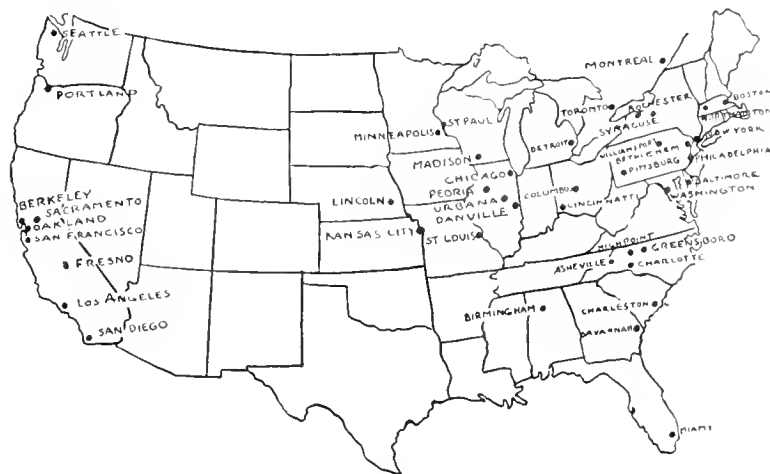 SEATTLE
PORTLAND
MONTREAL
TORONTO
ROCHESTER
SYRACUSE
BOSTON
NEW YORK
ST PAUL
MINNEAPOLIS
MADISON
DETROIT
WILLIAMSPORT
BETHLEHEM
PITTSBURG
PHILADELPHIA
BALTIMORE
WASHINGTON
CHICAGO
PEORIA
URBANA
DANVILLE
COLUMBUS
CINCINNATTI
LINCOLN
KANSAS CITY
ST LOUIS
BERKELEY
SACRAMENTO
OAKLAND
SAN FRANCISCO
FRESNO
LOS ANGELES
SAN DIEGO
HIGHPOINT
GREENSBORO
ASHEVILLE
CHARLOTTE
BIRMINGHAM
CHARLESTON
SAVANNAH
MIAMI